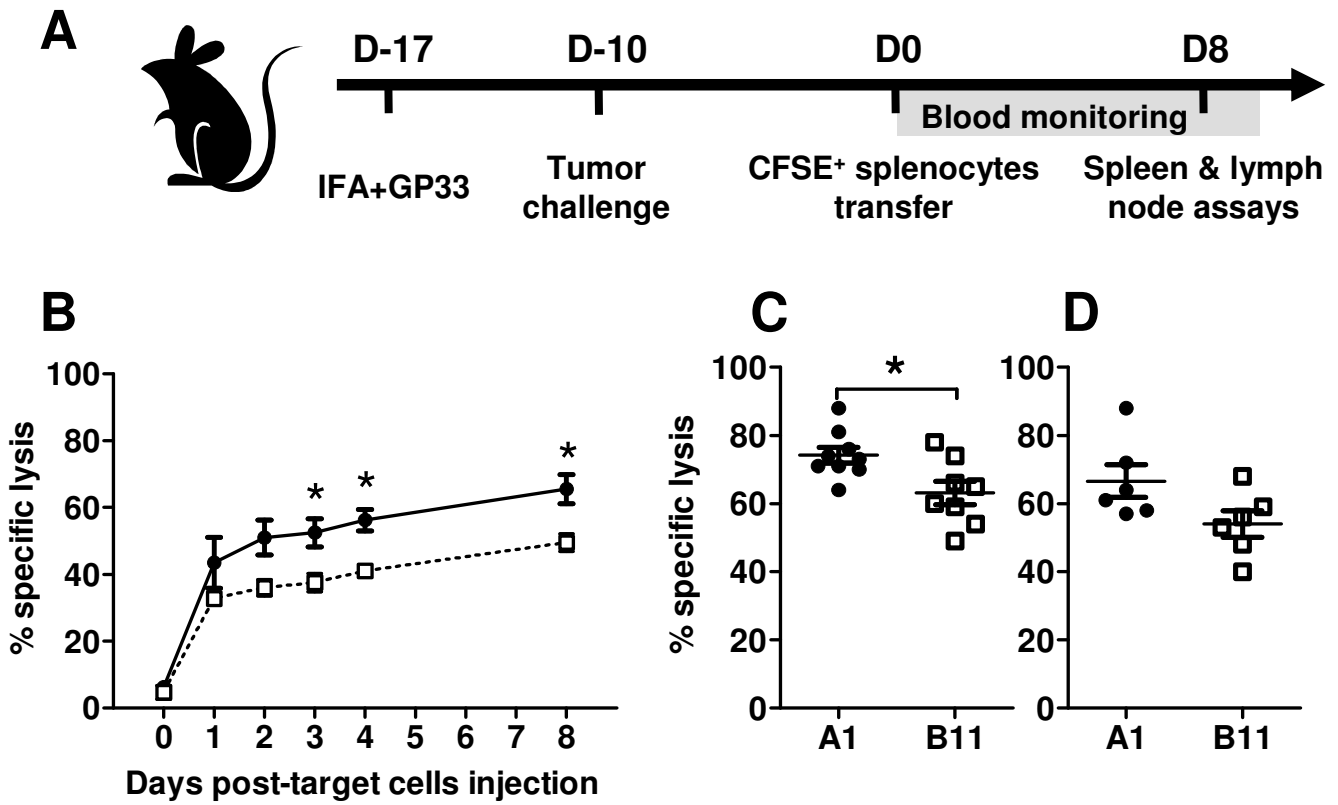 A
D-17 D-10 D0 D8
Blood monitoring
IFA+GP33
Tumor
challenge
CFSE+ splenocytes
transfer
Spleen & lymph
node assays
B
% specific lysis
100
80
60
40
20
0
* * *
0 1 2 3 4 5 6 7 8
Days post-target cells injection
C
% specific lysis
100
80
60
40
20
0
*
A1 B11
D
100
80
60
40
20
0
A1 B11